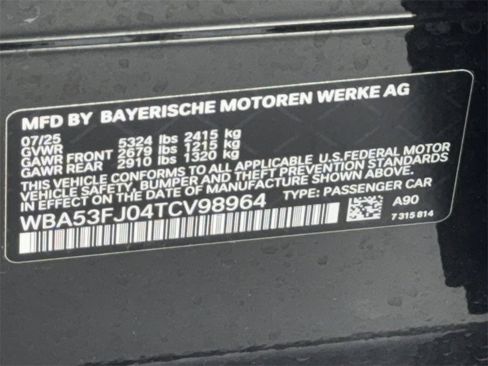 MFD BY BAYERISCHE MOTOREN WERKE AG
07/25
GVWR 5324 lbs 2415 kg
GAWR FRONT 2679 lbs 1215 kg
GAWR REAR 2910 lbs 1320 kg
THIS VEHICLE CONFORMS TO ALL APPLICABLE U.S.FEDERAL MOTOR
VEHICLE SAFETY, BUMPER AND THEFT PREVENTION STANDARDS
IN EFFECT ON THE DATE OF MANUFACTURE SHOWN ABOVE.
WBA53FJ04TCV98964 TYPE: PASSENGER CAR
A90
7 315 814